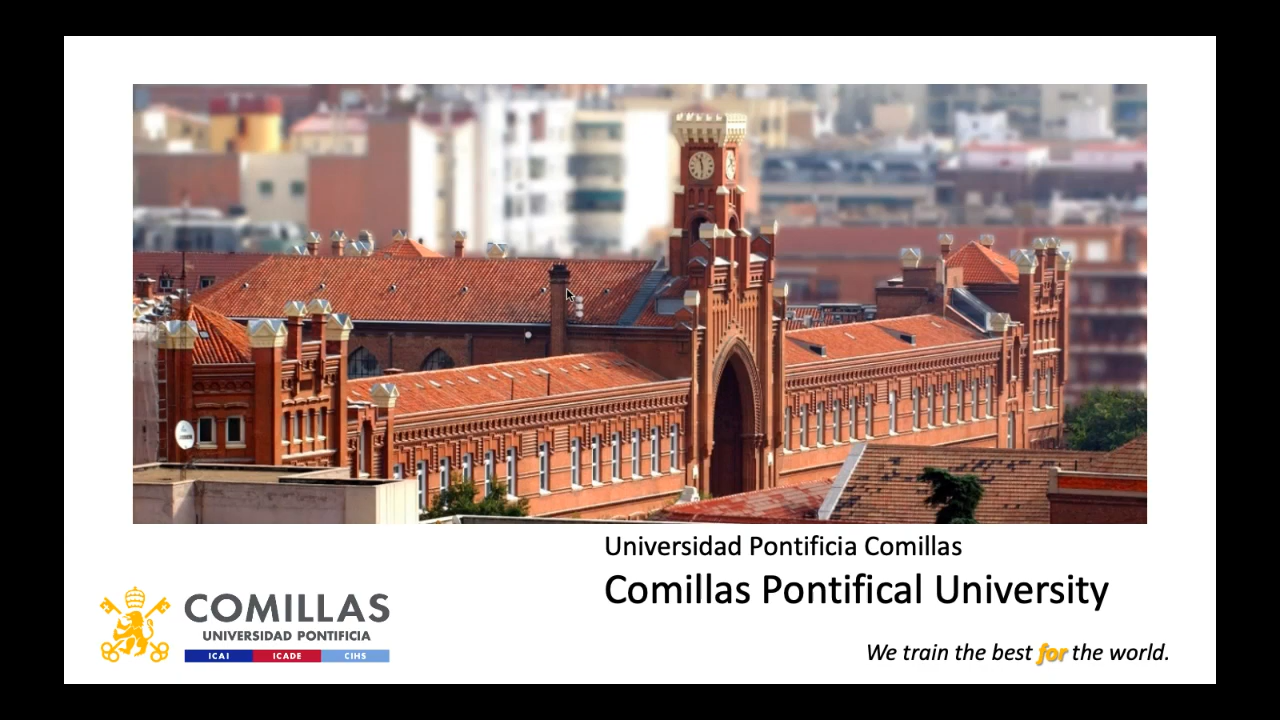 Universidad Pontificia Comillas
Comillas Pontifical University
COMILLAS
UNIVERSIDAD PONTIFICIA
ICAI ICADE CIHS
We train the best for the world.